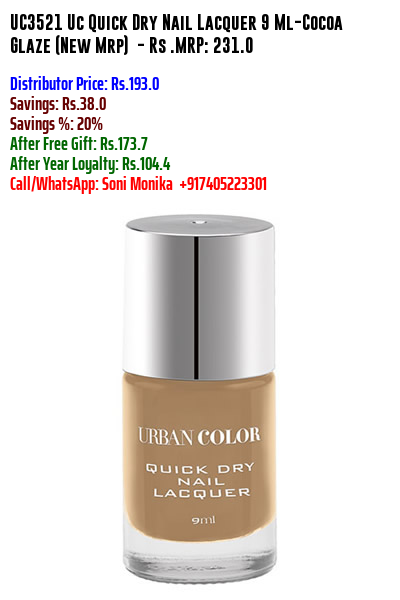 UC3521 Uc Quick Dry Nail Lacquer 9 Ml-Cocoa
Glaze (New Mrp)  - Rs .MRP: 231.0
Distributor Price: Rs.193.0
Savings: Rs.38.0
Savings %: 20%
After Free Gift: Rs.173.7
After Year Loyalty: Rs.104.4
Call/WhatsApp: Soni Monika  +917405223301
URBAN COLOR
QUICK DRY
NAIL
LACQUER
9ml